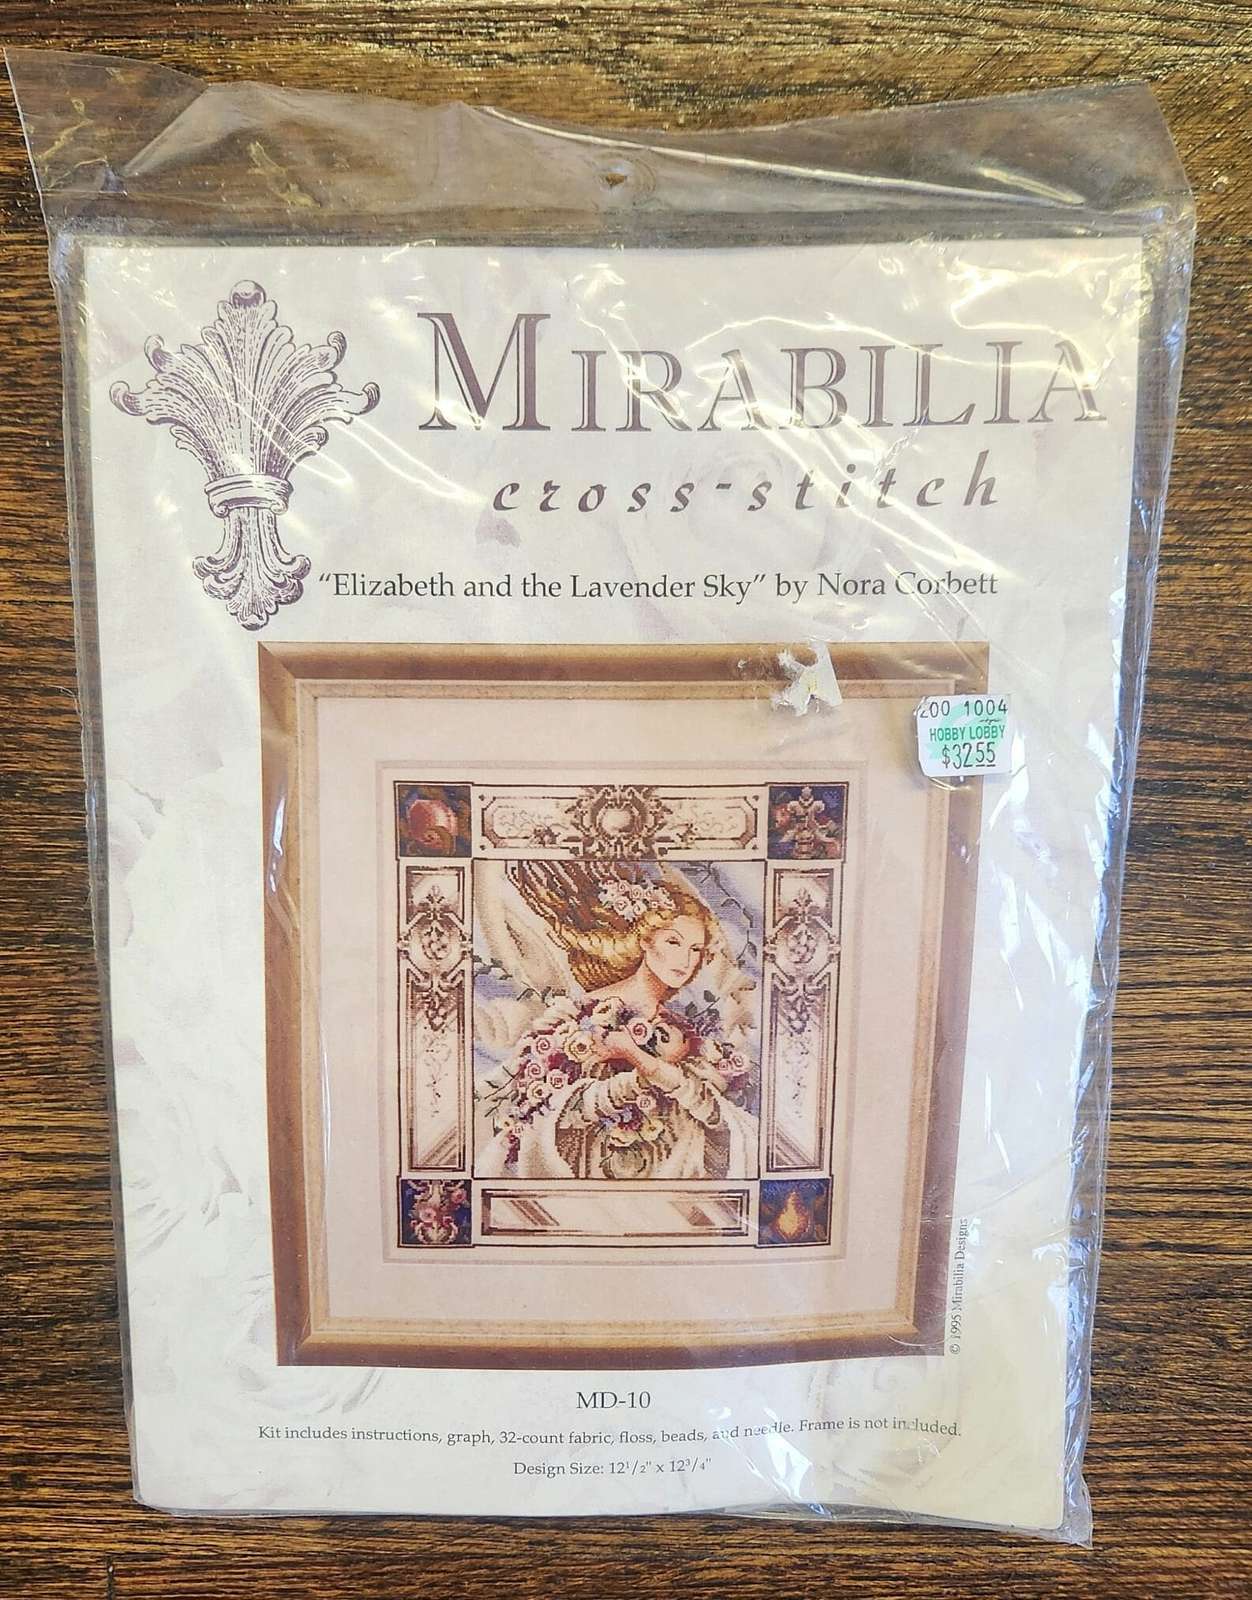 MIRABILIA
cross-stitch
“Elizabeth and the Lavender Sky” by Nora Corbett
200 1004
HOBBY LOBBY
$32.55
© 1995 Mirabilia Designs
MD-10
Kit includes instructions, graph, 32-count fabric, floss, beads, and needle. Frame is not included.
Design Size: 12 1/2" x 12 3/4"